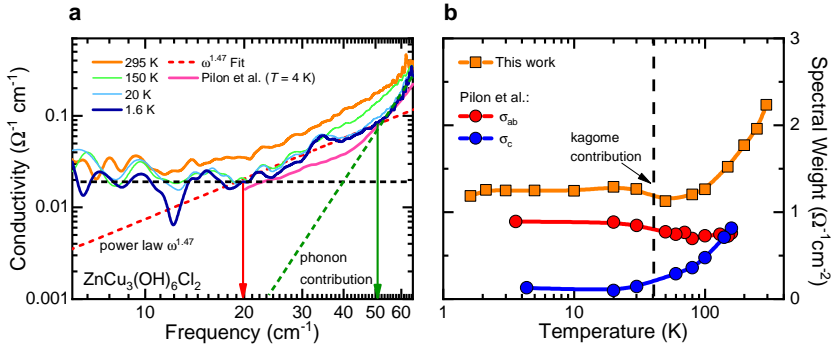 a
295 K
150 K
20 K
1.6 K
ω^1.47 Fit
Pilon et al. (T = 4 K)
Conductivity (Ω⁻¹ cm⁻¹)
0.1
0.01
0.001
power law ω^1.47
phonon
contribution
ZnCu₃(OH)₆Cl₂
10
20
30
40
50
60
Frequency (cm⁻¹)
b
This work
Pilon et al.:
σ_ab
σ_c
kagome
contribution
3
2
1
0
Spectral Weight (Ω⁻¹cm⁻²)
1
10
100
Temperature (K)